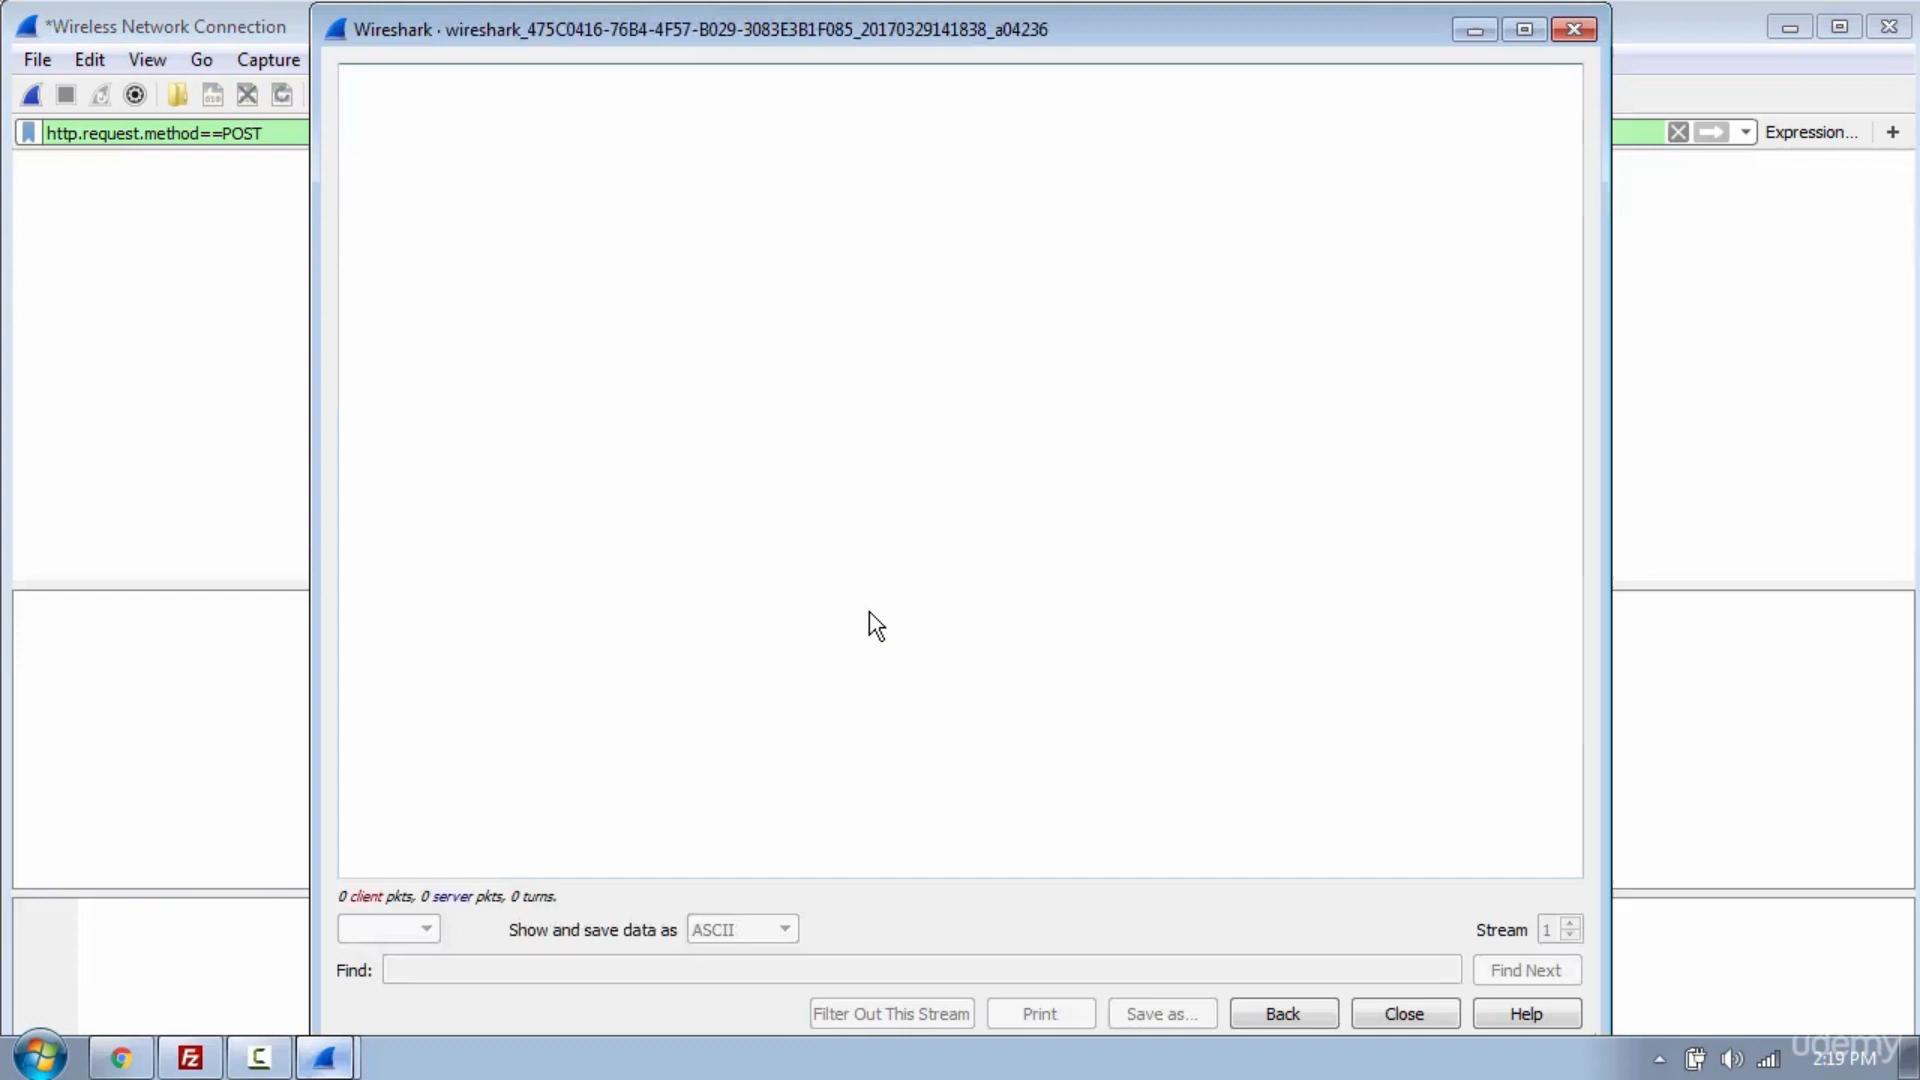 *Wireless Network Connection
Wireshark · wireshark_475C0416-76B4-4F57-B029-3083E3B1F085_20170329141838_a04236
File Edit View Go Capture
http.request.method==POST
Expression... +
0 client pkts, 0 server pkts, 0 turns.
Show and save data as ASCII
Stream 1
Find:
Find Next
Filter Out This Stream Print Save as... Back Close Help
udemy
2:19 PM